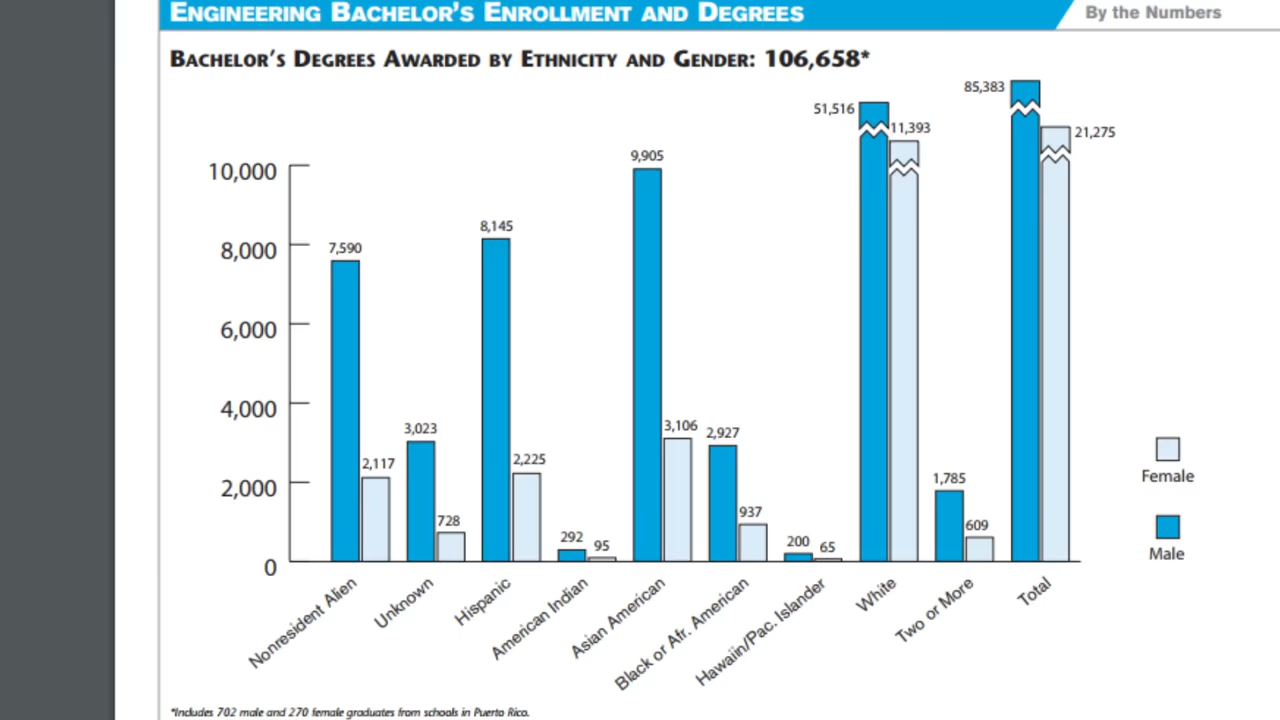 ENGINEERING BACHELOR'S ENROLLMENT AND DEGREES
By the Numbers
BACHELOR'S DEGREES AWARDED BY ETHNICITY AND GENDER: 106,658*
85,383
51,516
11,393
21,275
9,905
10,000
8,145
7,590
8,000
6,000
4,000
3,023
3,106
2,927
2,117
2,225
1,785
2,000
728
937
609
292
95
200
65
0
Female
Male
Nonresident Alien
Unknown
Hispanic
American Indian
Asian American
Black or Afr. American
Hawaiin/Pac. Islander
White
Two or More
Total
*Includes 702 male and 270 female graduates from schools in Puerto Rico.